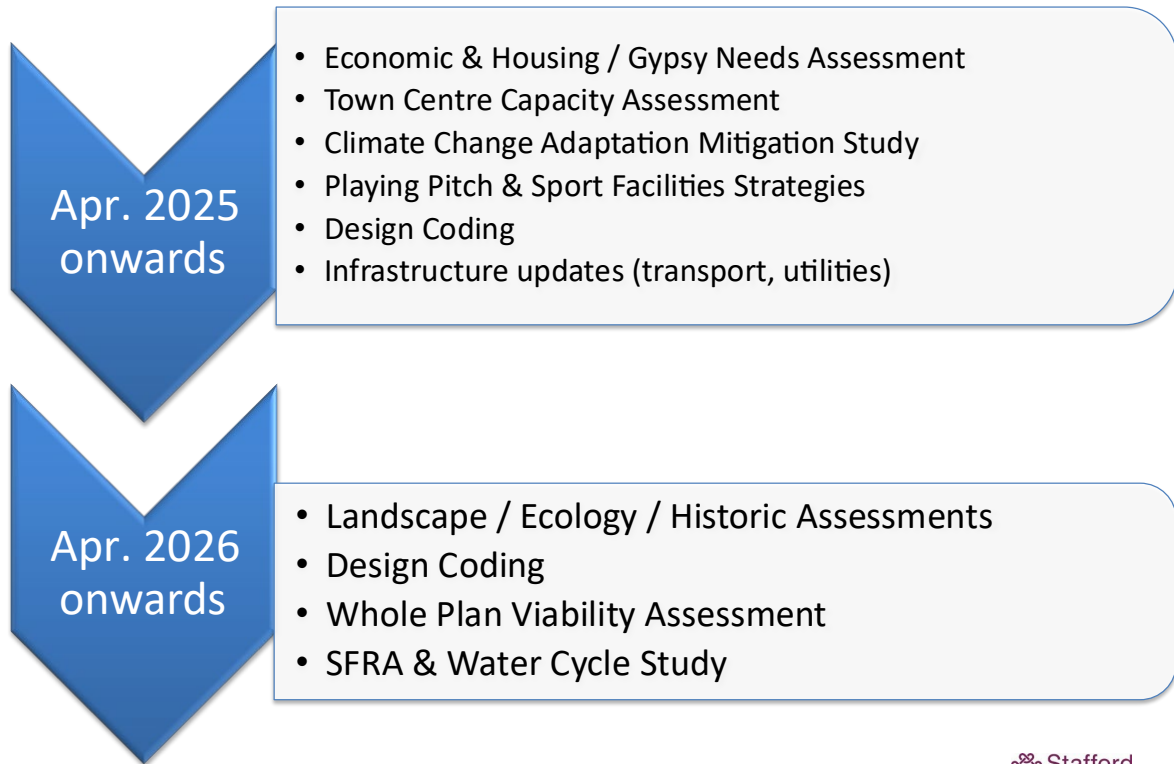 Apr. 2025
onwards
• Economic & Housing / Gypsy Needs Assessment
• Town Centre Capacity Assessment
• Climate Change Adaptation Mitigation Study
• Playing Pitch & Sport Facilities Strategies
• Design Coding
• Infrastructure updates (transport, utilities)
Apr. 2026
onwards
• Landscape / Ecology / Historic Assessments
• Design Coding
• Whole Plan Viability Assessment
• SFRA & Water Cycle Study
Stafford